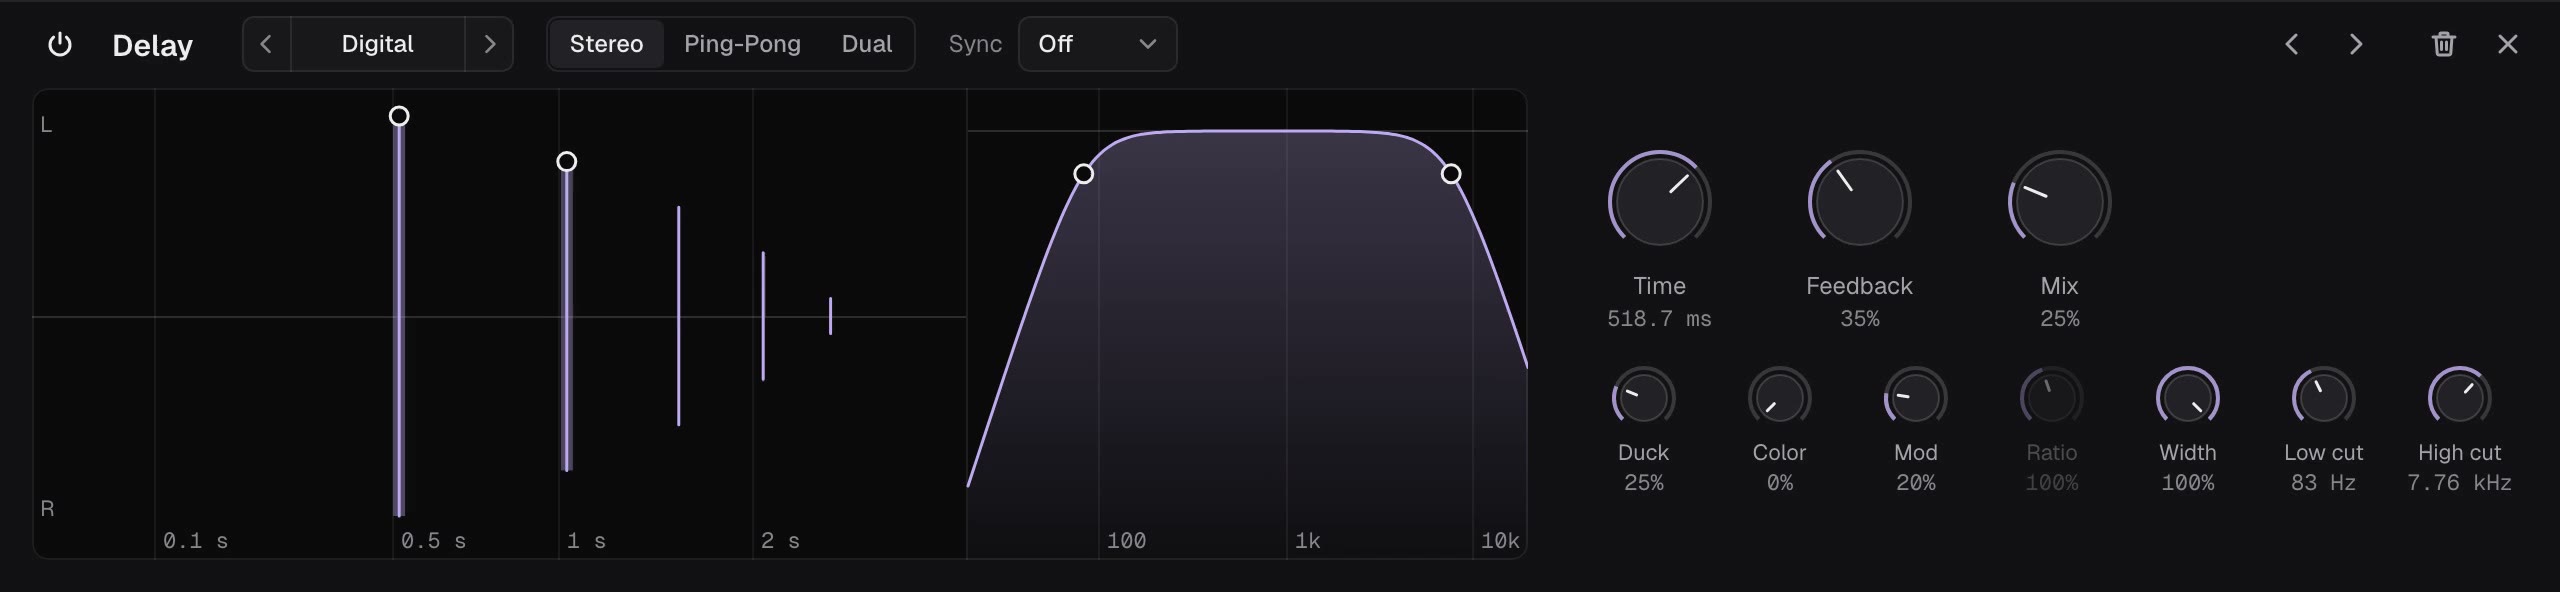 Delay
Digital
Stereo Ping-Pong Dual
Sync Off
L
R
0.1 s 0.5 s 1 s 2 s
100 1k 10k
Time Feedback Mix
518.7 ms 35% 25%
Duck Color Mod Ratio Width Low cut High cut
25% 0% 20% 100% 100% 83 Hz 7.76 kHz